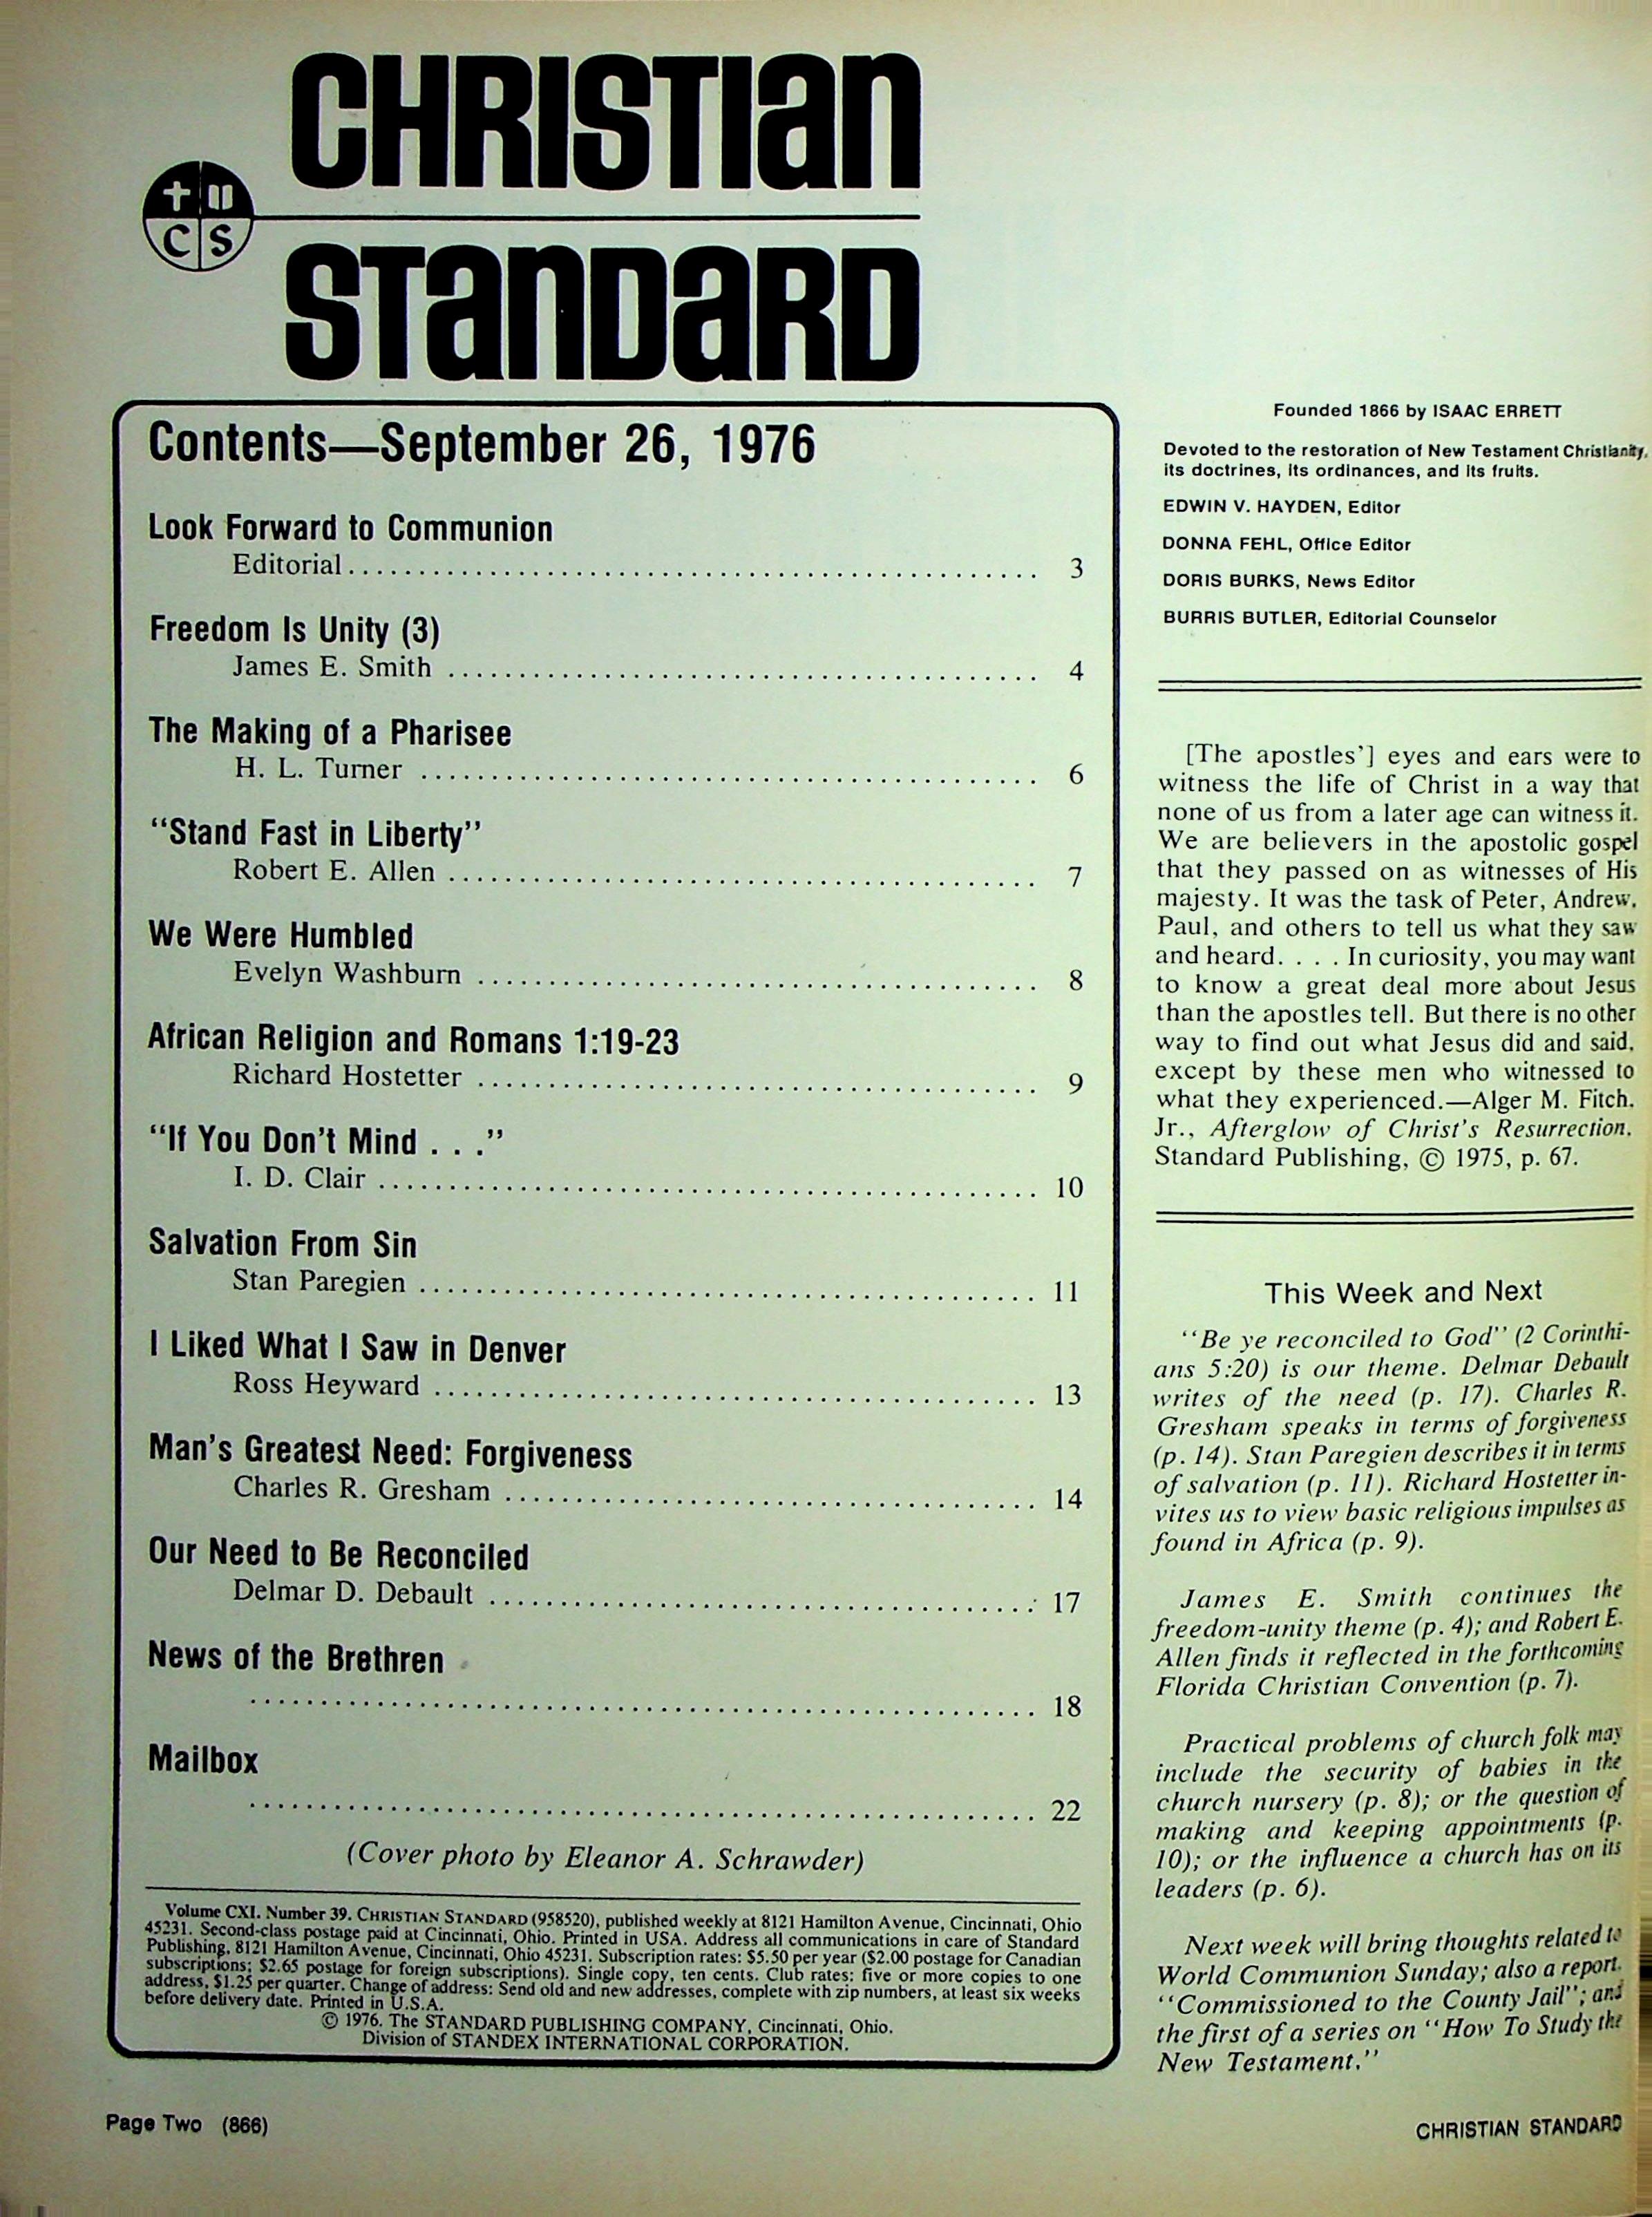 CHRISTIAN
STANDARD
C S
Contents—September 26, 1976
Look Forward to Communion
Editorial ................................................ 3
Freedom Is Unity (3)
James E. Smith .......................................... 4
The Making of a Pharisee
H. L. Turner ............................................ 6
“Stand Fast in Liberty”
Robert E. Allen .......................................... 7
We Were Humbled
Evelyn Washburn ........................................ 8
African Religion and Romans 1:19-23
Richard Hostetter ........................................ 9
“If You Don’t Mind . . .”
I. D. Clair ............................................... 10
Salvation From Sin
Stan Paregien ............................................ 11
I Liked What I Saw in Denver
Ross Heyward ........................................... 13
Man’s Greatest Need: Forgiveness
Charles R. Gresham ...................................... 14
Our Need to Be Reconciled
Delmar D. Debault ....................................... 17
News of the Brethren
........................................................ 18
Mailbox
........................................................ 22
(Cover photo by Eleanor A. Schrawder)
Volume CXI. Number 39. CHRISTIAN STANDARD (958520), published weekly at 8121 Hamilton Avenue, Cincinnati, Ohio
45231. Second-class postage paid at Cincinnati, Ohio. Printed in USA. Address all communications in care of Standard
Publishing, 8121 Hamilton Avenue, Cincinnati, Ohio 45231. Subscription rates: $5.50 per year ($2.00 postage for Canadian
subscriptions; $2.65 postage for foreign subscriptions). Single copy, ten cents. Club rates: five or more copies to one
address, $1.25 per quarter. Change of address: Send old and new addresses, complete with zip numbers, at least six weeks
before delivery date. Printed in U.S.A.
© 1976. The STANDARD PUBLISHING COMPANY, Cincinnati, Ohio.
Division of STANDEX INTERNATIONAL CORPORATION.
Founded 1866 by ISAAC ERRETT
Devoted to the restoration of New Testament Christianity,
its doctrines, its ordinances, and its fruits.
EDWIN V. HAYDEN, Editor
DONNA FEHL, Office Editor
DORIS BURKS, News Editor
BURRIS BUTLER, Editorial Counselor
[The apostles’] eyes and ears were to
witness the life of Christ in a way that
none of us from a later age can witness it.
We are believers in the apostolic gospel
that they passed on as witnesses of His
majesty. It was the task of Peter, Andrew,
Paul, and others to tell us what they saw
and heard. . . . In curiosity, you may want
to know a great deal more about Jesus
than the apostles tell. But there is no other
way to find out what Jesus did and said,
except by these men who witnessed to
what they experienced.—Alger M. Fitch,
Jr., Afterglow of Christ’s Resurrection,
Standard Publishing, © 1975, p. 67.
This Week and Next
“Be ye reconciled to God” (2 Corinthi-
ans 5:20) is our theme. Delmar Debault
writes of the need (p. 17). Charles R.
Gresham speaks in terms of forgiveness
(p. 14). Stan Paregien describes it in terms
of salvation (p. 11). Richard Hostetter in-
vites us to view basic religious impulses as
found in Africa (p. 9).
James E. Smith continues the
freedom-unity theme (p. 4); and Robert E.
Allen finds it reflected in the forthcoming
Florida Christian Convention (p. 7).
Practical problems of church folk may
include the security of babies in the
church nursery (p. 8); or the question of
making and keeping appointments (p.
10); or the influence a church has on its
leaders (p. 6).
Next week will bring thoughts related to
World Communion Sunday; also a report,
“Commissioned to the County Jail”; and
the first of a series on “How To Study the
New Testament.”
Page Two (866)
CHRISTIAN STANDARD